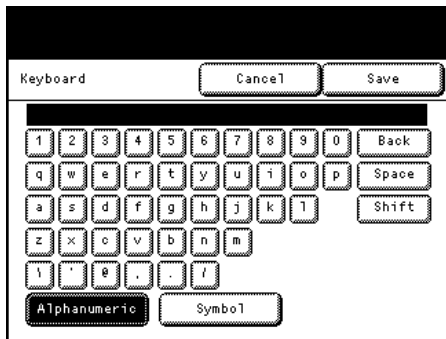 Keyboard Cancel Save
1 2 3 4 5 6 7 8 9 0 Back
q w e r t y u i o p Space
a s d f g h j k l Shift
z x c v b n m
\ ' @ , . /
Alphanumeric Symbol